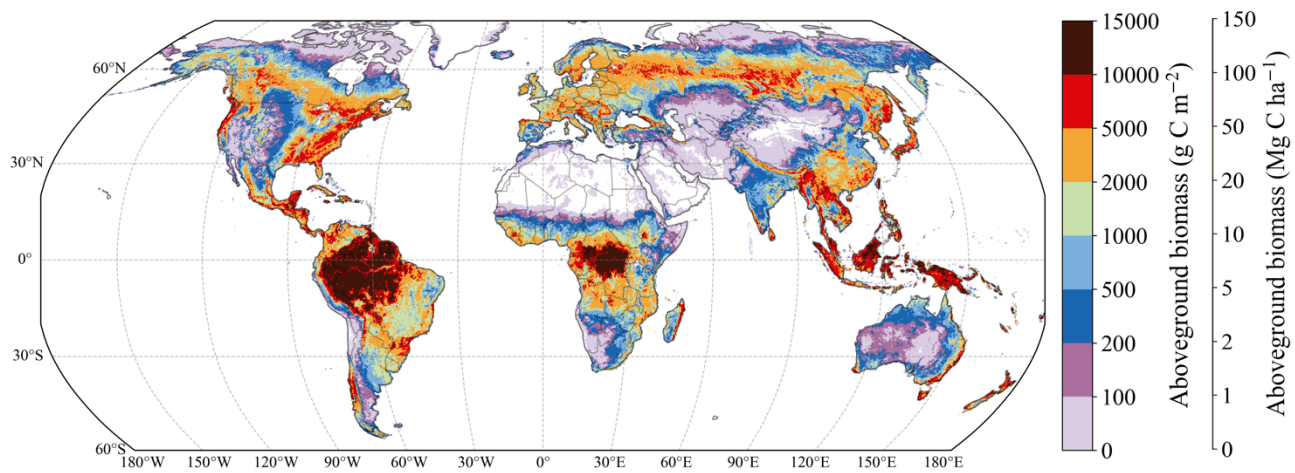 60°N
30°N
0°
30°S
60°S
180°W 150°W 120°W 90°W 60°W 30°W 0° 30°E 60°E 90°E 120°E 150°E 180°E
15000
10000
5000
2000
1000
500
200
100
0
Aboveground biomass (g C m⁻²)
150
100
50
20
10
5
2
1
0
Aboveground biomass (Mg C ha⁻¹)